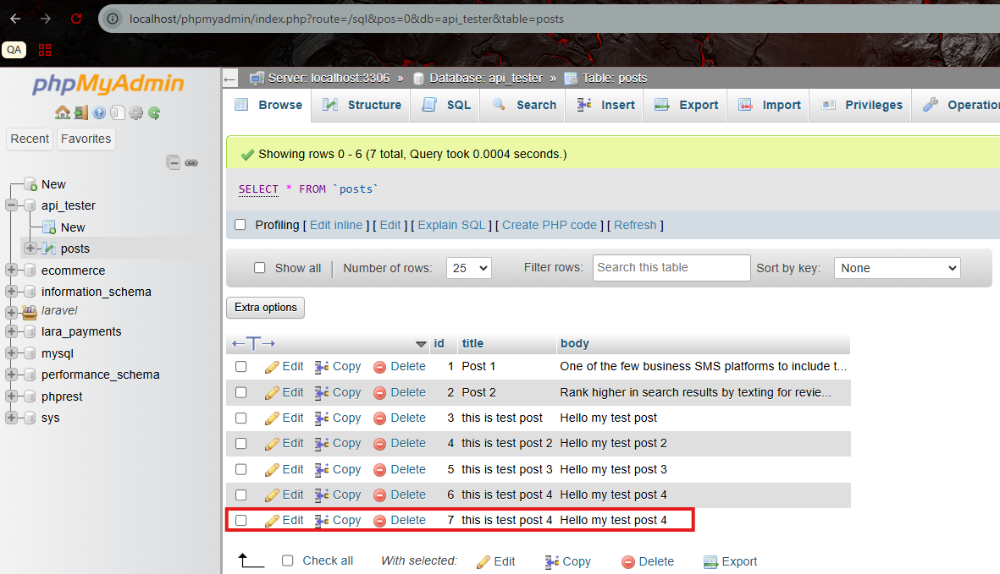 localhost/phpmyadmin/index.php?route=/sql&pos=0&db=api_tester&table=posts
QA
phpMyAdmin
Recent Favorites
New
api_tester
New
posts
ecommerce
information_schema
laravel
lara_payments
mysql
performance_schema
phprest
sys
Server: localhost:3306 » Database: api_tester » Table: posts
Browse Structure SQL Search Insert Export Import Privileges Operatio
Showing rows 0 - 6 (7 total, Query took 0.0004 seconds.)
SELECT * FROM `posts`
Profiling [ Edit inline ] [ Edit ] [ Explain SQL ] [ Create PHP code ] [ Refresh ]
Show all | Number of rows: 25 Filter rows: Search this table Sort by key: None
Extra options
←T→ id title body
Edit Copy Delete 1 Post 1 One of the few business SMS platforms to include t...
Edit Copy Delete 2 Post 2 Rank higher in search results by texting for revie...
Edit Copy Delete 3 this is test post Hello my test post
Edit Copy Delete 4 this is test post 2 Hello my test post 2
Edit Copy Delete 5 this is test post 3 Hello my test post 3
Edit Copy Delete 6 this is test post 4 Hello my test post 4
Edit Copy Delete 7 this is test post 4 Hello my test post 4
Check all With selected: Edit Copy Delete Export